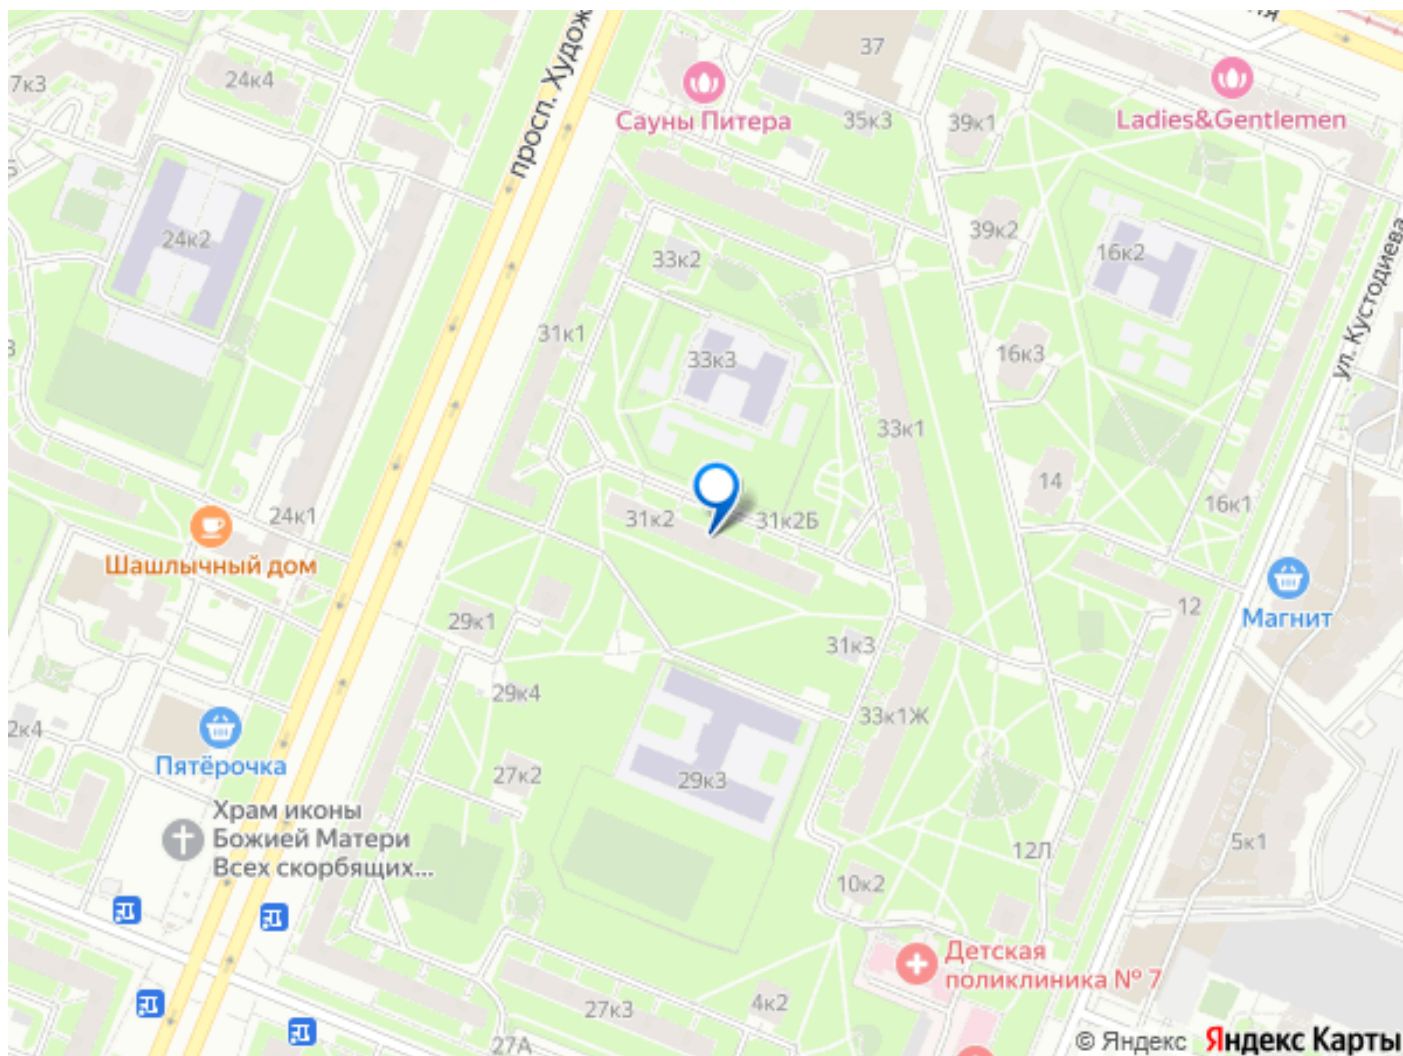 37
7к3
24к4
просп. Худож
Сауны Питера
35к3
39к1
Ladies&Gentlemen
24к2
33к2
39к2
16к2
ул. Кустодиева
31к1
33к3
16к3
33к1
14
16к1
24к1
31к2
31к2Б
Шашлычный дом
12
Магнит
29к1
31к3
29к4
33к1Ж
2к4
Пятёрочка
27к2
29к3
Храм иконы
Божией Матери
Всех скорбящих...
12Л
5к1
10к2
Детская
поликлиника № 7
27к3
4к2
27А
© Яндекс Яндекс Карты